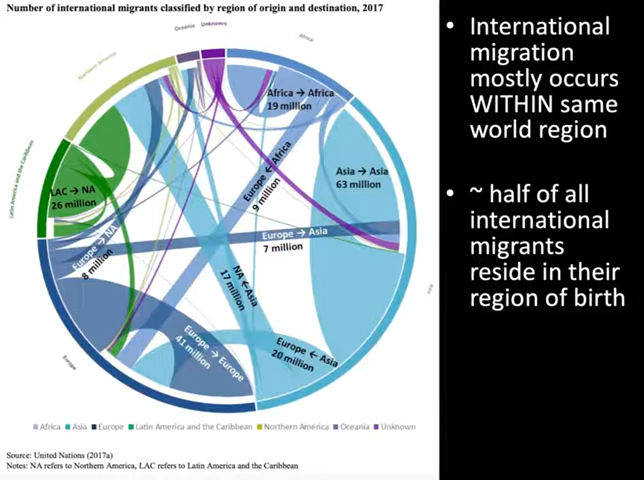 Number of international migrants classified by region of origin and destination, 2017
Oceania
Unknown
Africa
Northern America
Africa → Africa
19 million
Asia → Asia
63 million
Europe ← Africa
9 million
LAC → NA
26 million
Latin America and the Caribbean
Europe → Asia
7 million
Europe → NA
8 million
NA ← Asia
17 million
Europe → Europe
41 million
Europe ← Asia
20 million
Europe
Asia
Africa Asia Europe Latin America and the Caribbean Northern America Oceania Unknown
Source: United Nations (2017a)
Notes: NA refers to Northern America, LAC refers to Latin America and the Caribbean
• International
migration
mostly occurs
WITHIN same
world region
• ~ half of all
international
migrants
reside in their
region of birth